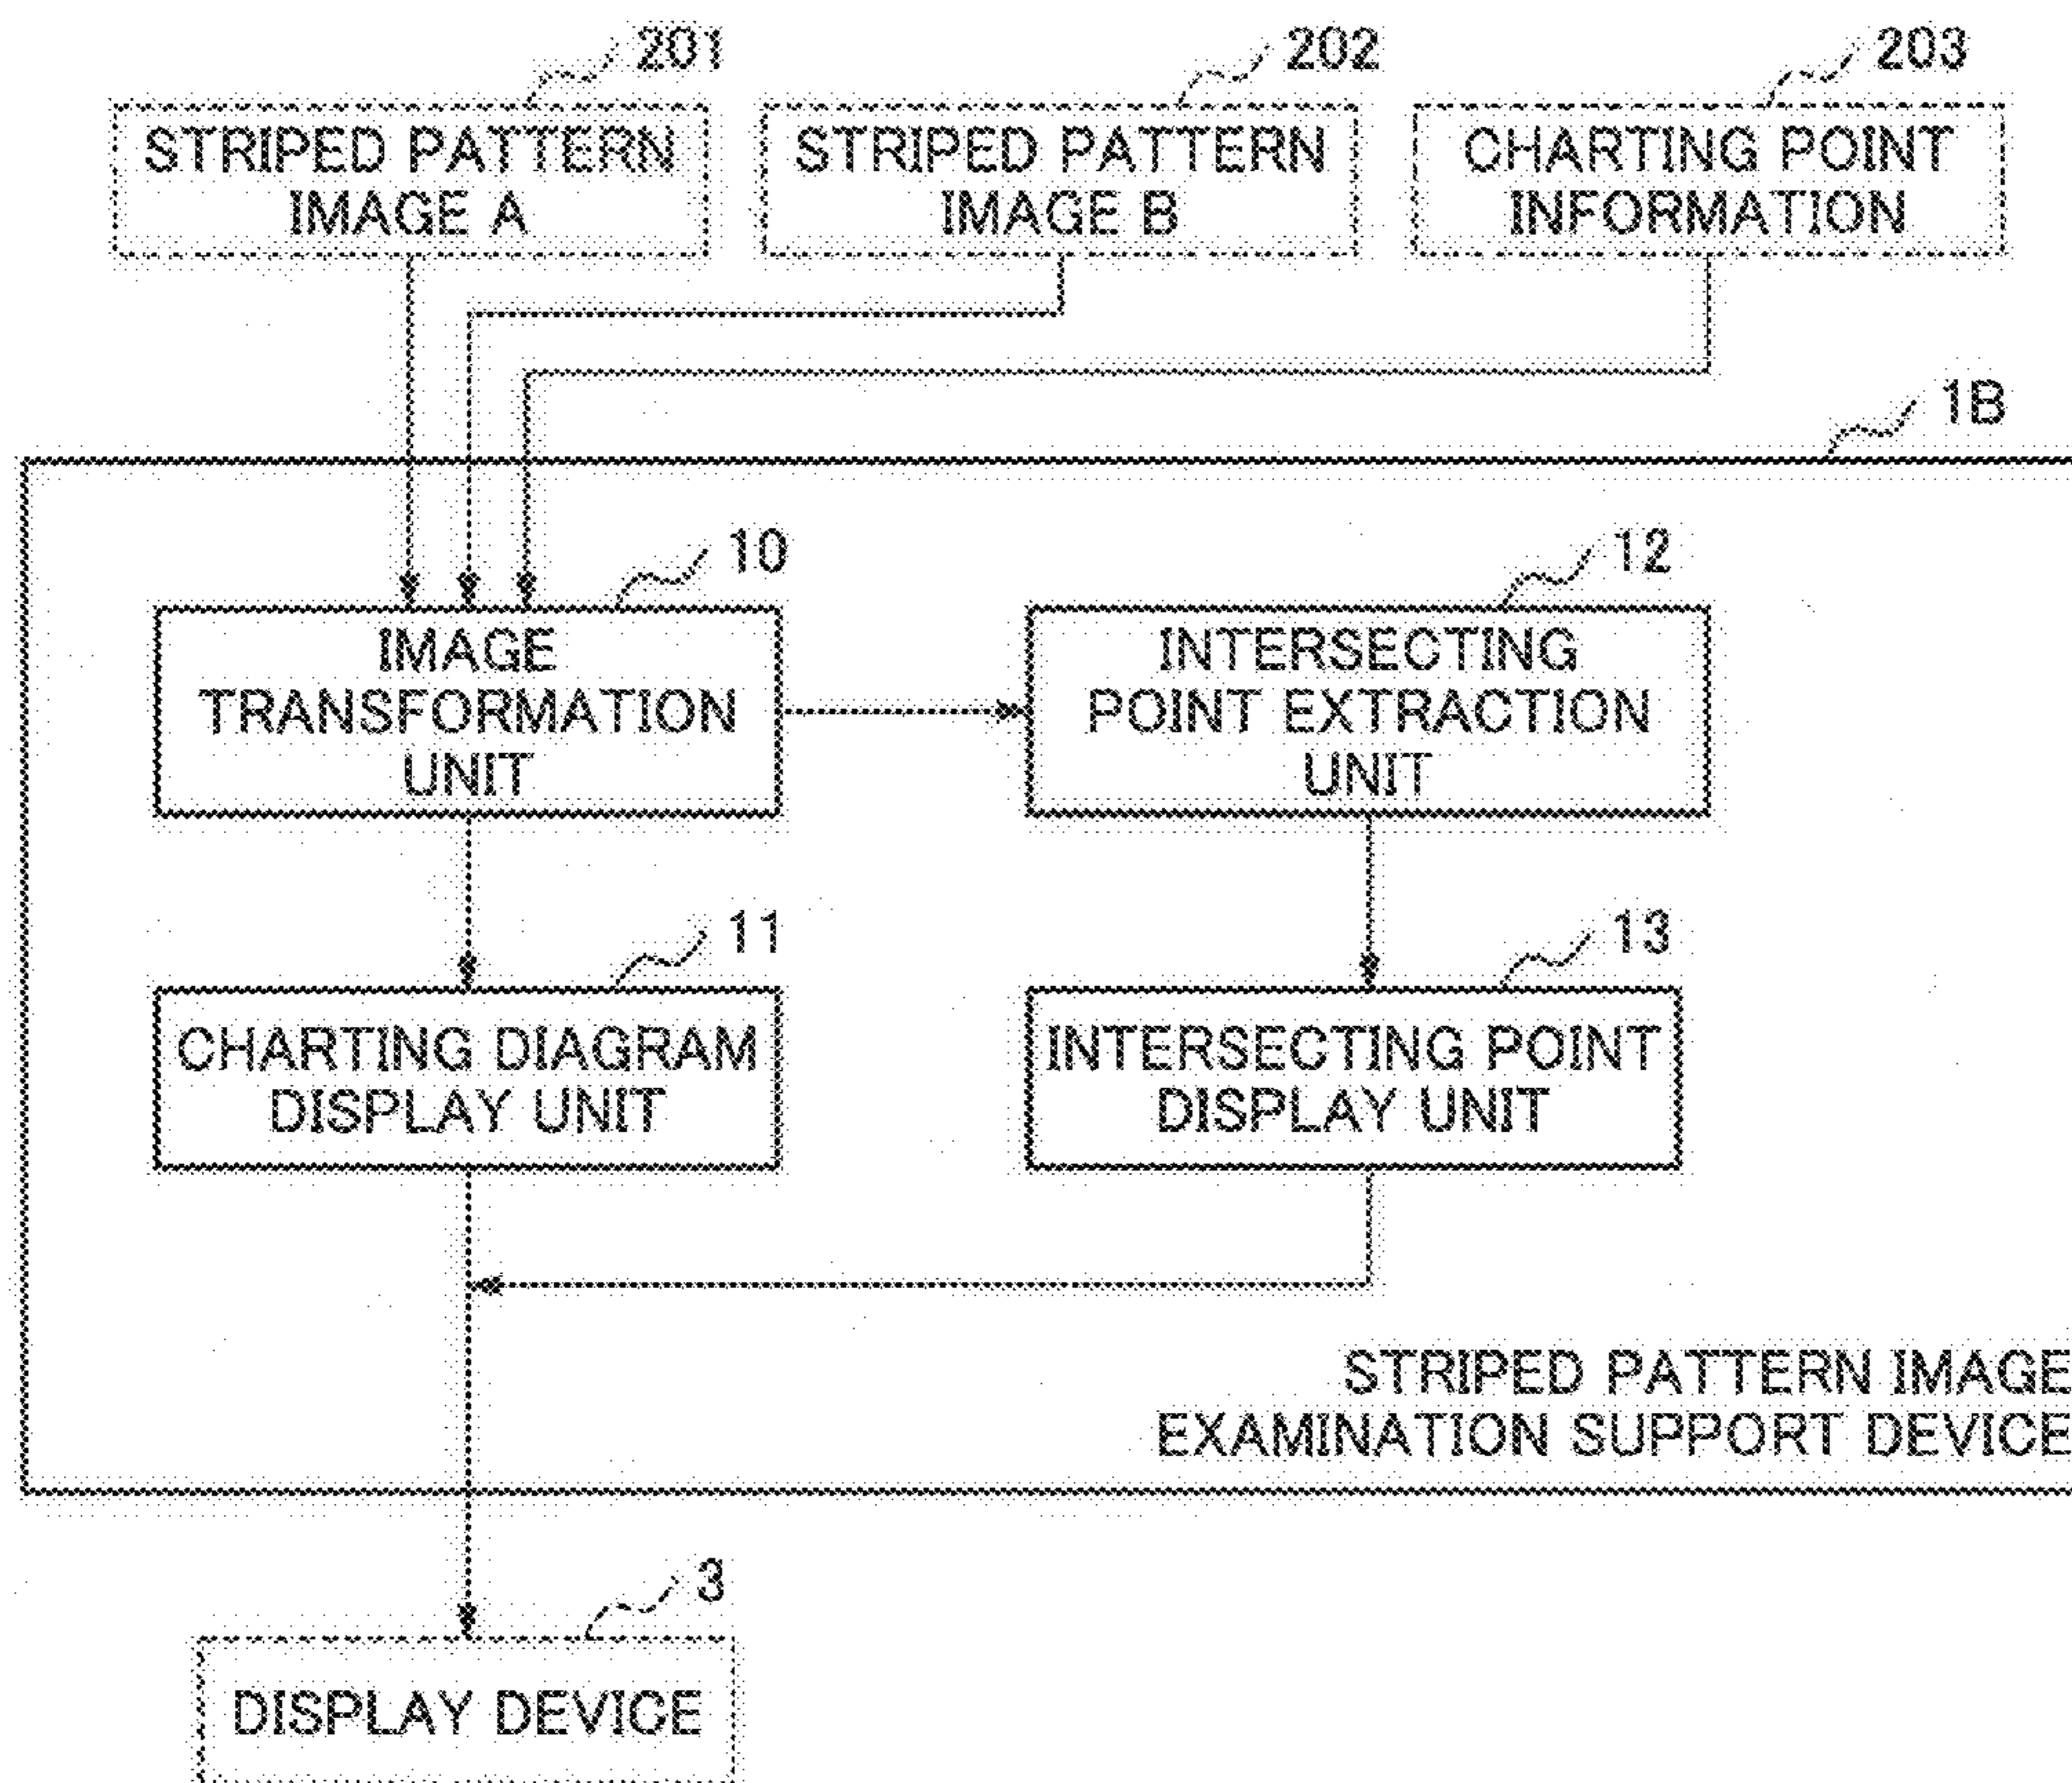 201
202
203
STRIPED PATTERN
IMAGE A
STRIPED PATTERN
IMAGE B
CHARTING POINT
INFORMATION
1B
10
12
IMAGE
TRANSFORMATION
UNIT
INTERSECTING
POINT EXTRACTION
UNIT
11
13
CHARTING DIAGRAM
DISPLAY UNIT
INTERSECTING POINT
DISPLAY UNIT
STRIPED PATTERN IMAGE
EXAMINATION SUPPORT DEVICE
3
DISPLAY DEVICE